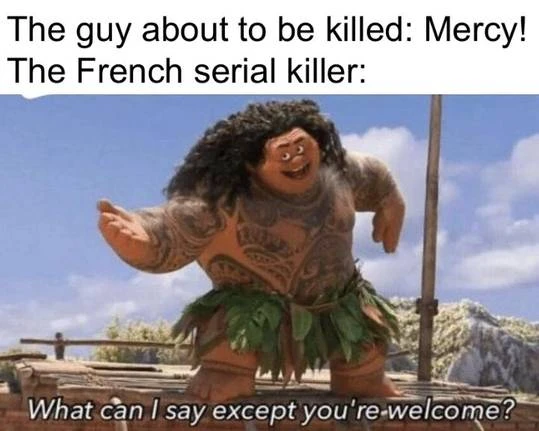 The guy about to be killed: Mercy!
The French serial killer:
What can I say except you're welcome?